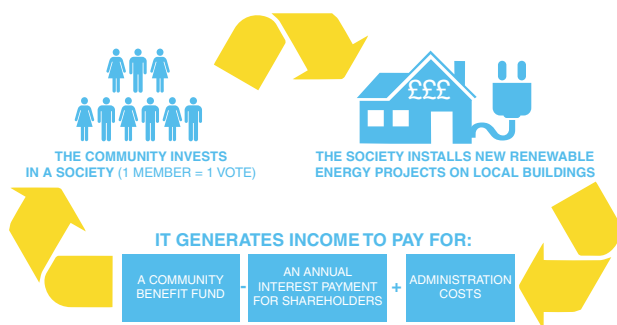 £££
THE COMMUNITY INVESTS
IN A SOCIETY (1 MEMBER = 1 VOTE)
THE SOCIETY INSTALLS NEW RENEWABLE
ENERGY PROJECTS ON LOCAL BUILDINGS
IT GENERATES INCOME TO PAY FOR:
A COMMUNITY
BENEFIT FUND
-
AN ANNUAL
INTEREST PAYMENT
FOR SHAREHOLDERS
+
ADMINISTRATION
COSTS